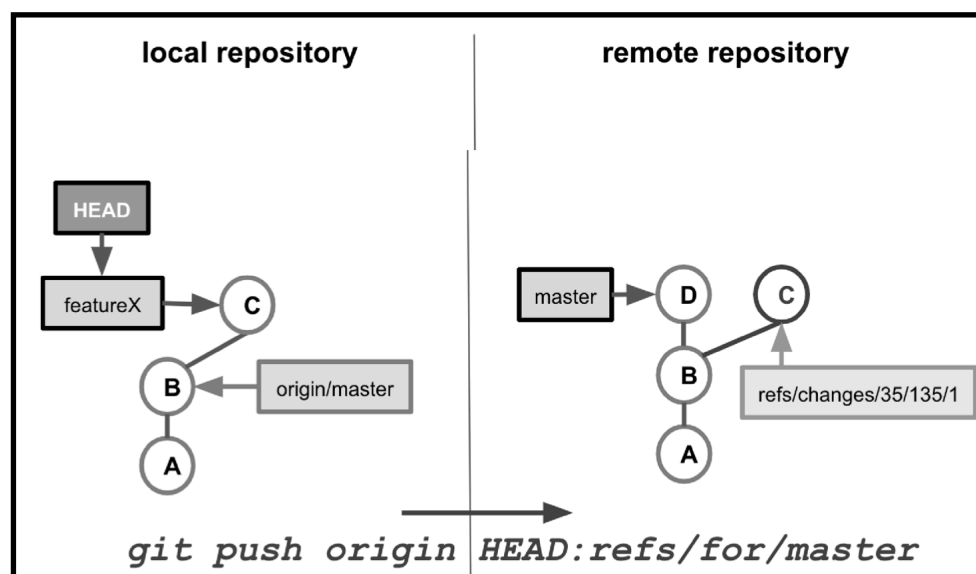 local repository
remote repository
HEAD
featureX
C
master
D
C
B
origin/master
B
refs/changes/35/135/1
A
A
git push origin HEAD:refs/for/master